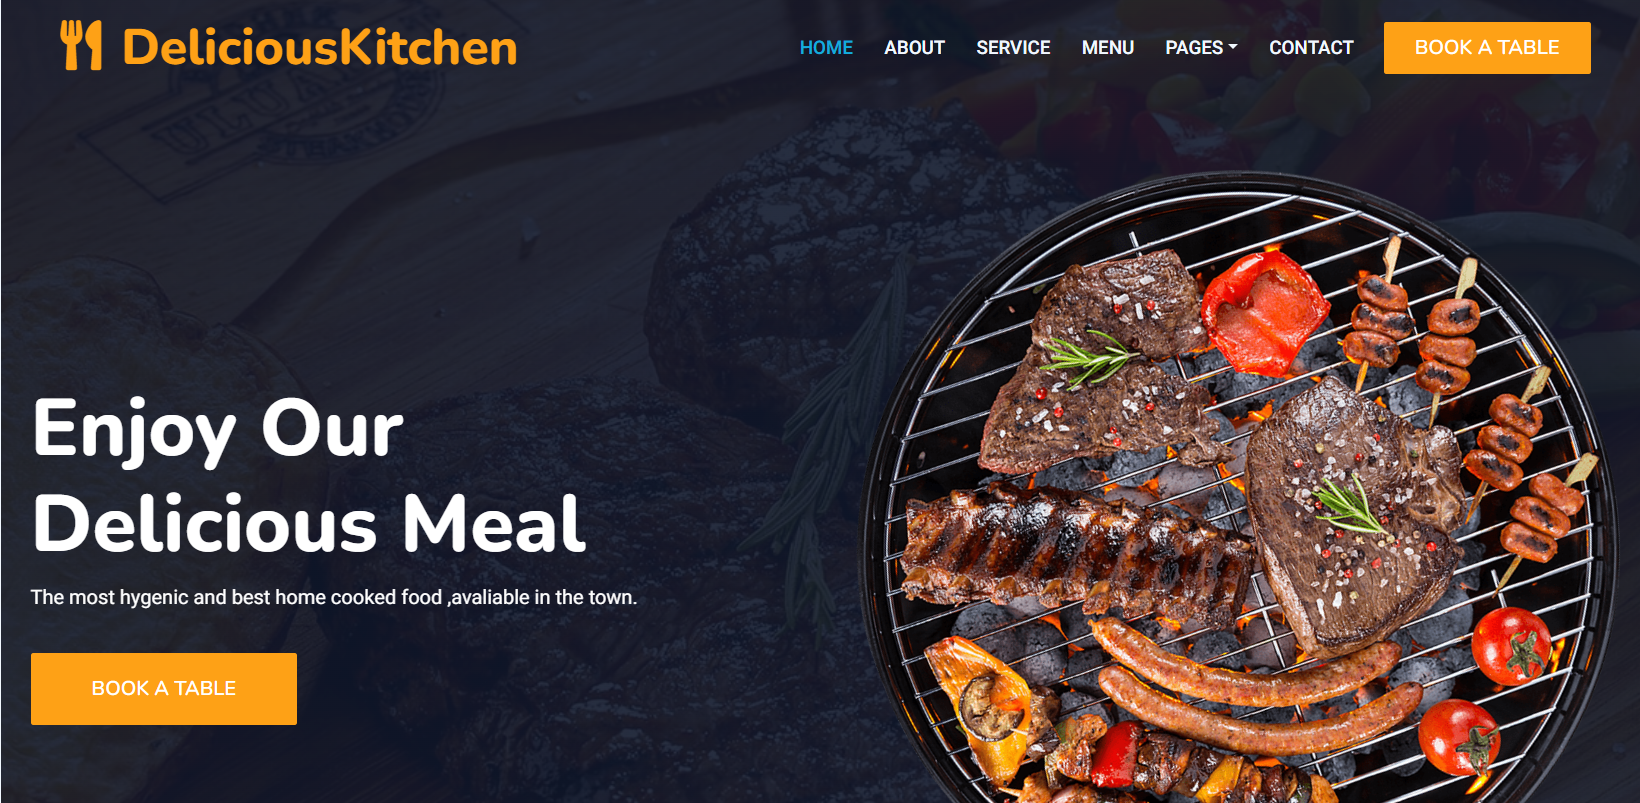 DeliciousKitchen
HOME ABOUT SERVICE MENU PAGES CONTACT BOOK A TABLE
Enjoy Our
Delicious Meal
The most hygenic and best home cooked food ,avaliable in the town.
BOOK A TABLE